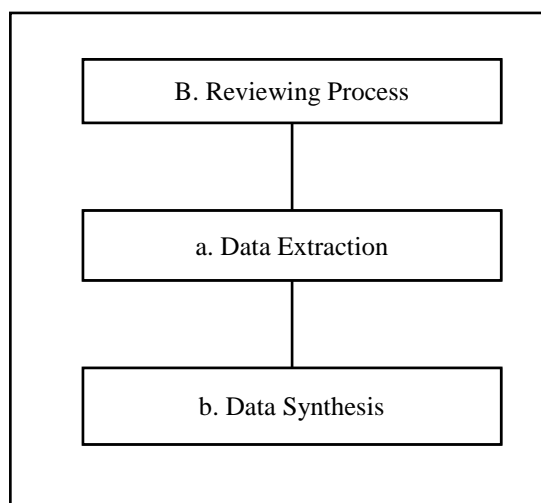 B. Reviewing Process
a. Data Extraction
b. Data Synthesis